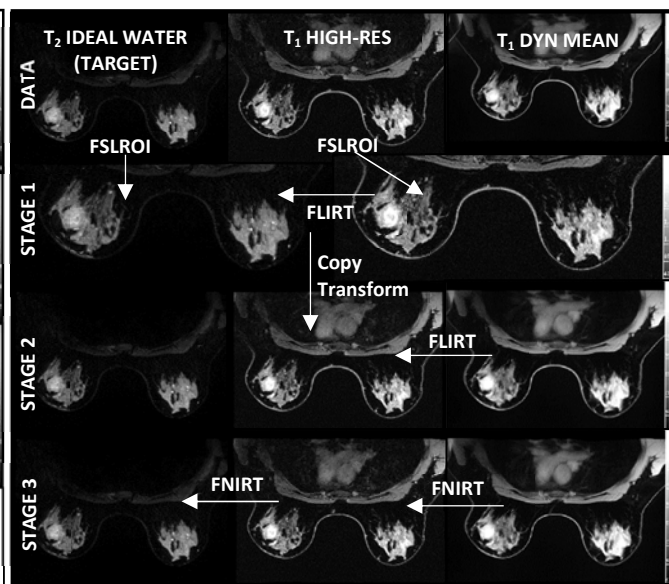 T₂ IDEAL WATER
(TARGET)
T₁ HIGH-RES
T₁ DYN MEAN
DATA
FSLROI
FSLROI
STAGE 1
FLIRT
Copy
Transform
STAGE 2
FLIRT
STAGE 3
FNIRT
FNIRT